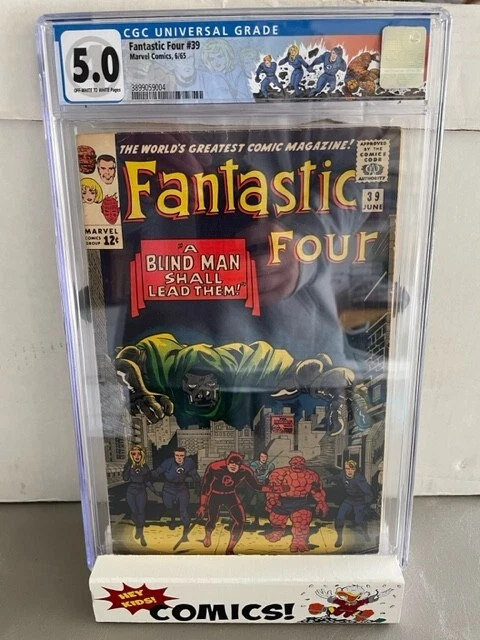 CGC UNIVERSAL GRADE
5.0
OFF-WHITE TO WHITE Pages
Fantastic Four #39
Marvel Comics, 6/65
3899059004
THE WORLD'S GREATEST COMIC MAGAZINE!
APPROVED
BY THE
COMICS
CODE
AUTHORITY
Fantastic
FOUR
39
JUNE
MARVEL
COMICS
GROUP
12¢
"A
BLIND MAN
SHALL
LEAD THEM!"
HEY
KIDS!
COMICS!